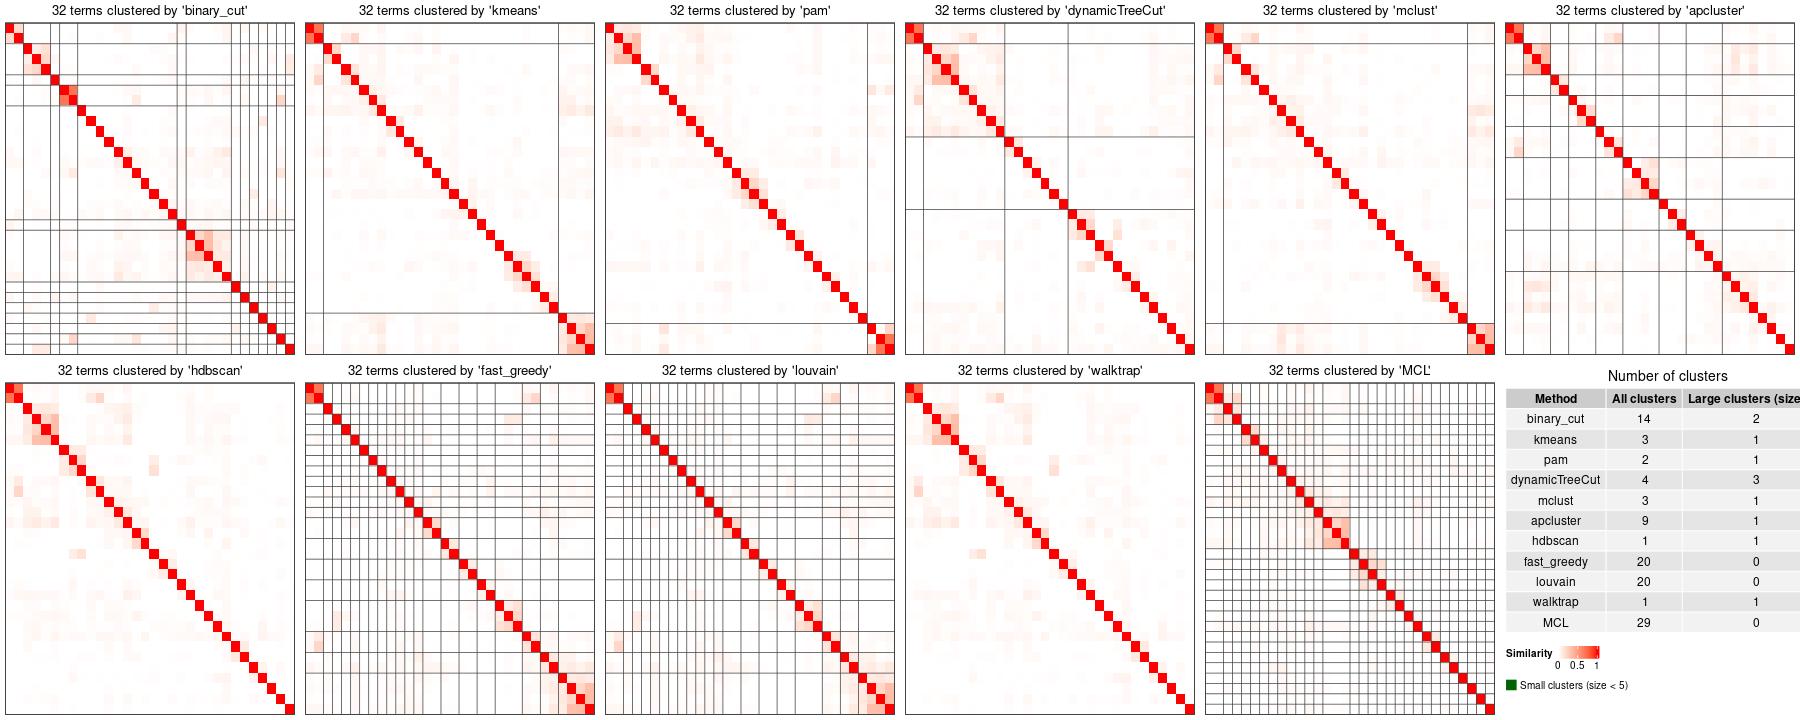 32 terms clustered by 'binary_cut'
32 terms clustered by 'kmeans'
32 terms clustered by 'pam'
32 terms clustered by 'dynamicTreeCut'
32 terms clustered by 'mclust'
32 terms clustered by 'apcluster'
32 terms clustered by 'hdbscan'
32 terms clustered by 'fast_greedy'
32 terms clustered by 'louvain'
32 terms clustered by 'walktrap'
32 terms clustered by 'MCL'
Number of clusters
Method All clusters Large clusters (size
binary_cut 14 2
kmeans 3 1
pam 2 1
dynamicTreeCut 4 3
mclust 3 1
apcluster 9 1
hdbscan 1 1
fast_greedy 20 0
louvain 20 0
walktrap 1 1
MCL 29 0
Similarity
0 0.5 1
Small clusters (size < 5)